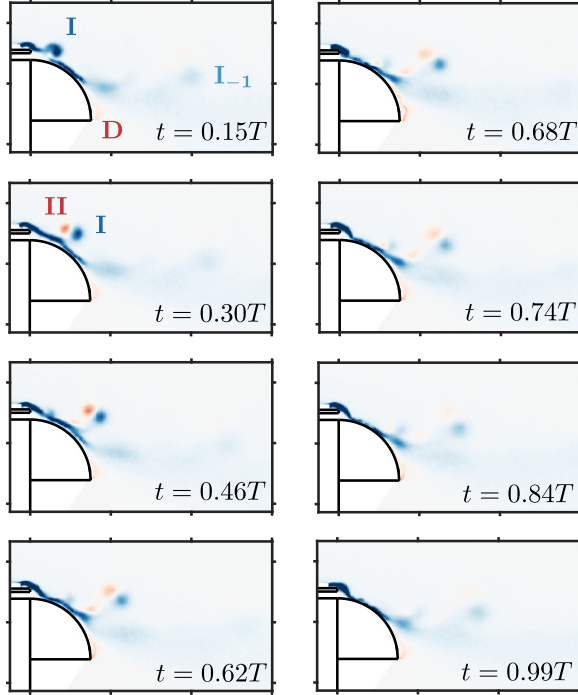 I
I₋₁
D
t = 0.15T
t = 0.68T
II
I
t = 0.30T
t = 0.74T
t = 0.46T
t = 0.84T
t = 0.62T
t = 0.99T